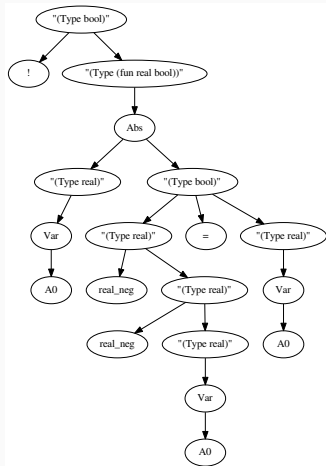 "(Type bool)"
! "(Type (fun real bool))"
Abs
"(Type real)" "(Type bool)"
Var "(Type real)" = "(Type real)"
A0 real_neg "(Type real)" Var
real_neg "(Type real)" A0
Var
A0